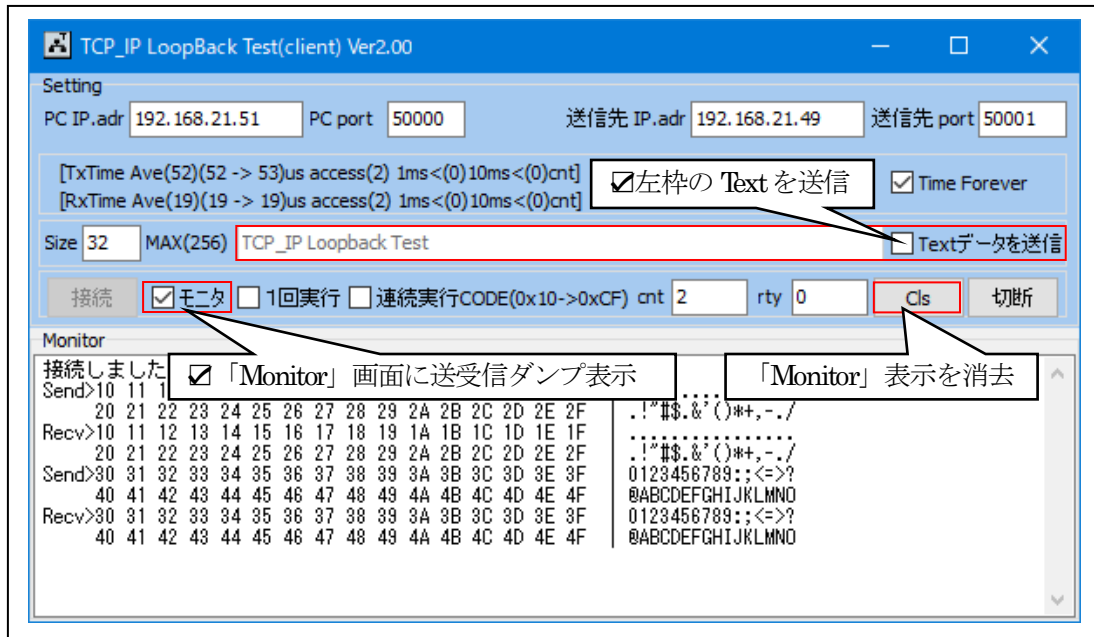 TCP_IP LoopBack Test(client) Ver2.00
Setting
PC IP.adr 192.168.21.51 PC port 50000 送信先 IP.adr 192.168.21.49 送信先 port 50001
[TxTime Ave(52)(52 -> 53)us access(2) 1ms<(0)10ms<(0)cnt]
☑左枠の Text を送信
Time Forever
[RxTime Ave(19)(19 -> 19)us access(2) 1ms<(0)10ms<(0)cnt]
Size 32 MAX(256) TCP_IP Loopback Test Textデータを送信
接続 モニタ 1回実行 連続実行CODE(0x10->0xCF) cnt 2 rty 0 Cls 切断
Monitor
接続しました
☑「Monitor」画面に送受信ダンプ表示
「Monitor」表示を消去
Send>10 11
20 21 22 23 24 25 26 27 28 29 2A 2B 2C 2D 2E 2F | .!"#$.&'()*+,-./
Recv>10 11 12 13 14 15 16 17 18 19 1A 1B 1C 1D 1E 1F | ................
20 21 22 23 24 25 26 27 28 29 2A 2B 2C 2D 2E 2F | .!"#$.&'()*+,-./
Send>30 31 32 33 34 35 36 37 38 39 3A 3B 3C 3D 3E 3F | 0123456789:;<=>?
40 41 42 43 44 45 46 47 48 49 4A 4B 4C 4D 4E 4F | @ABCDEFGHIJKLMNO
Recv>30 31 32 33 34 35 36 37 38 39 3A 3B 3C 3D 3E 3F | 0123456789:;<=>?
40 41 42 43 44 45 46 47 48 49 4A 4B 4C 4D 4E 4F | @ABCDEFGHIJKLMNO